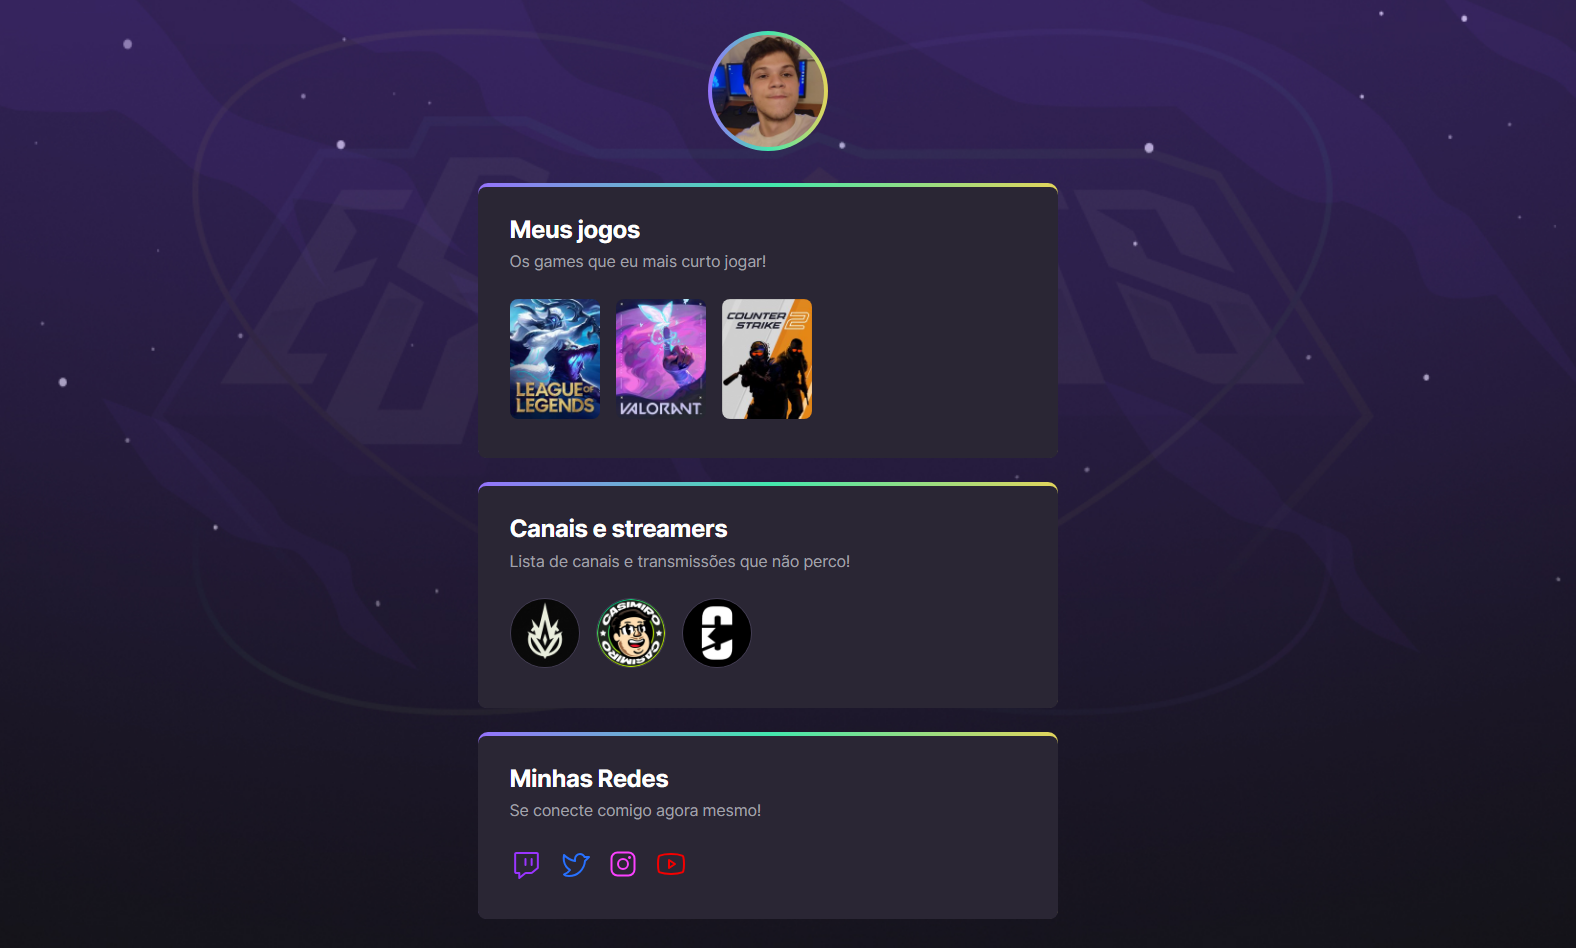 Meus jogos
Os games que eu mais curto jogar!
LEAGUE OF
LEGENDS
VALORANT
COUNTER
STRIKE 2
Canais e streamers
Lista de canais e transmissões que não perco!
CASIMIRO
CASIMIRO
Minhas Redes
Se conecte comigo agora mesmo!